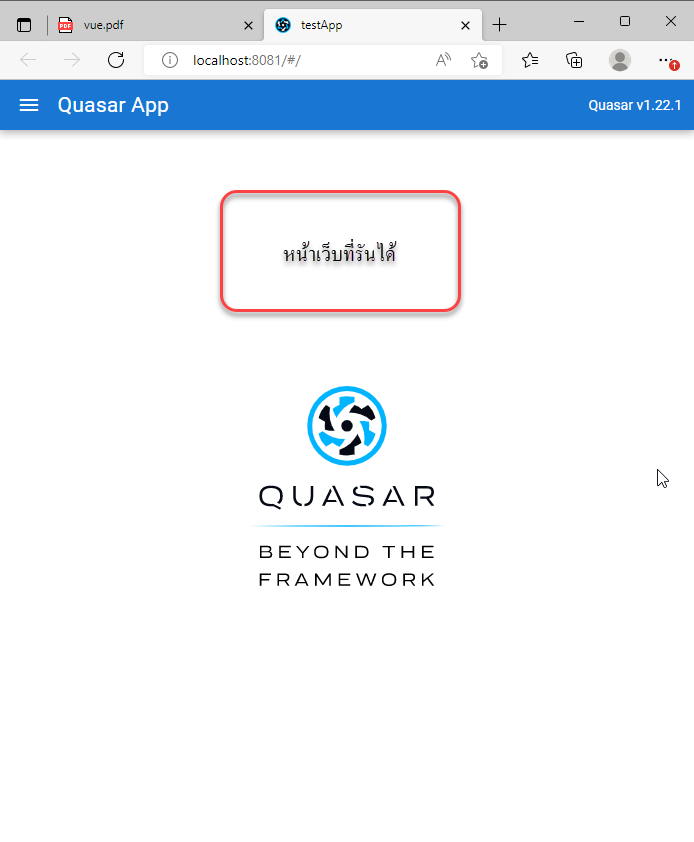 vue.pdf
testApp
localhost:8081/#/
Quasar App
Quasar v1.22.1
หน้าเว็บที่รันได้
QUASAR
BEYOND THE
FRAMEWORK